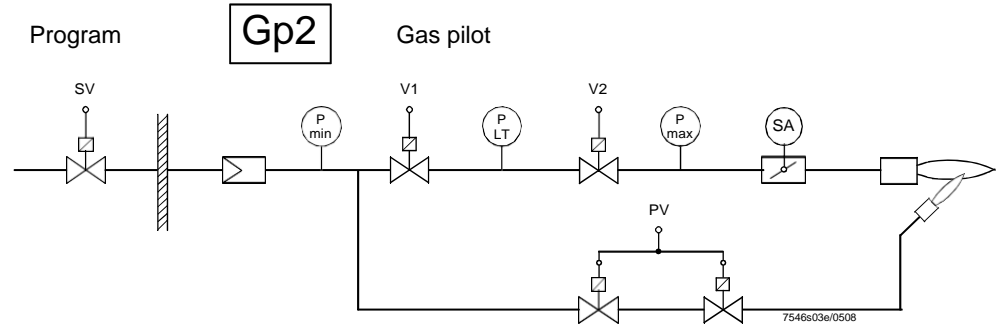 Program Gp2 Gas pilot
SV V1 V2
P min P LT P max SA
PV
7546s03e/0508